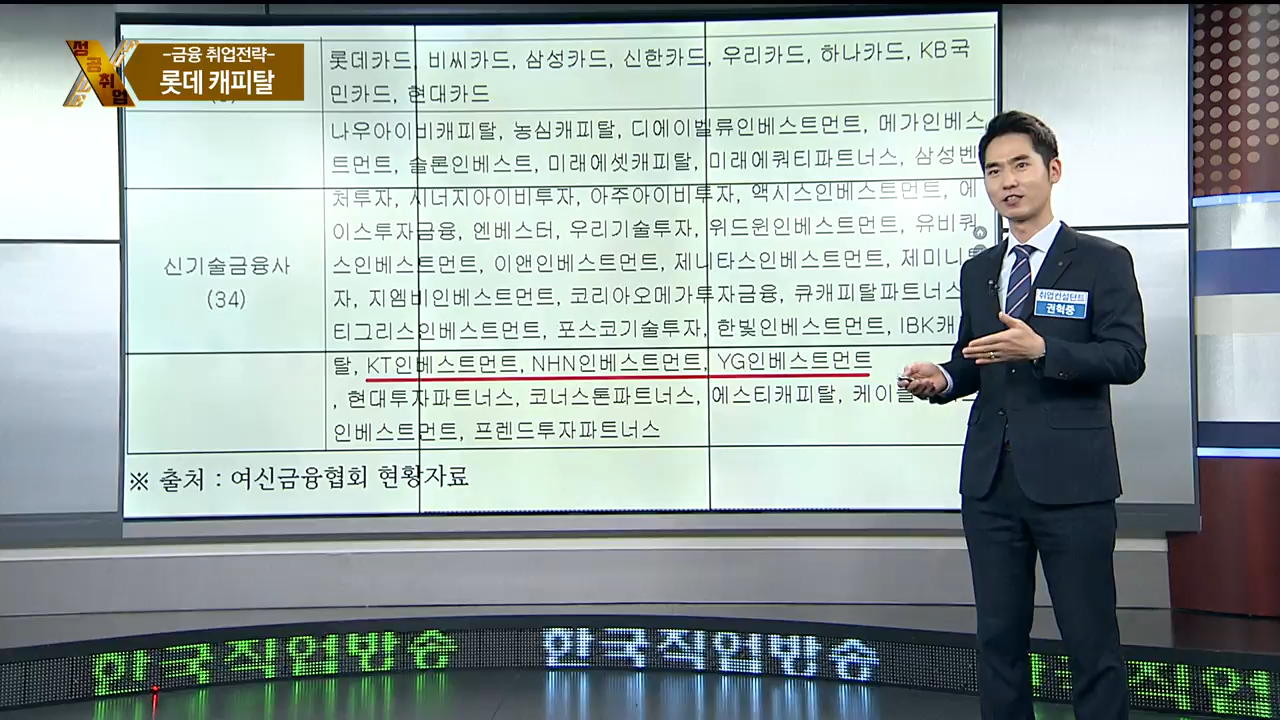 성공취업
X
-금융 취업전략-
롯데 캐피탈
롯데카드, 비씨카드, 삼성카드, 신한카드, 우리카드, 하나카드, KB국
민카드, 현대카드
나우아이비캐피탈, 농심캐피탈, 디에이벨류인베스트먼트, 메가인베스
트먼트, 솔론인베스트, 미래에셋캐피탈, 미래에쿼티파트너스, 삼성벤
처투자, 시너지아이비투자, 아주아이비투자, 액시스인베스트먼트, 에
이스투자금융, 엔베스터, 우리기술투자, 위드윈인베스트먼트, 유비쿼
스인베스트먼트, 이앤인베스트먼트, 제니타스인베스트먼트, 제미니투
신기술금융사
(34)
자, 지엠비인베스트먼트, 코리아오메가투자금융, 큐캐피탈파트너스
티그리스인베스트먼트, 포스코기술투자, 한빛인베스트먼트, IBK캐피
탈, KT인베스트먼트, NHN인베스트먼트, YG인베스트먼트
, 현대투자파트너스, 코너스톤파트너스, 에스티캐피탈,
인베스트먼트, 프렌드투자파트너스
※ 출처 : 여신금융협회 현황자료
취업컨설턴트
권혁중
한국직업방송
한국직업방송
한국직업